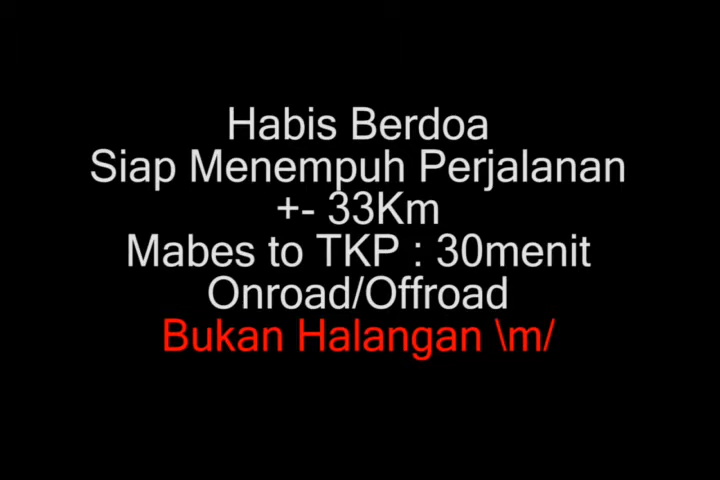 Habis Berdoa
Siap Menempuh Perjalanan
+- 33Km
Mabes to TKP : 30menit
Onroad/Offroad
Bukan Halangan \m/